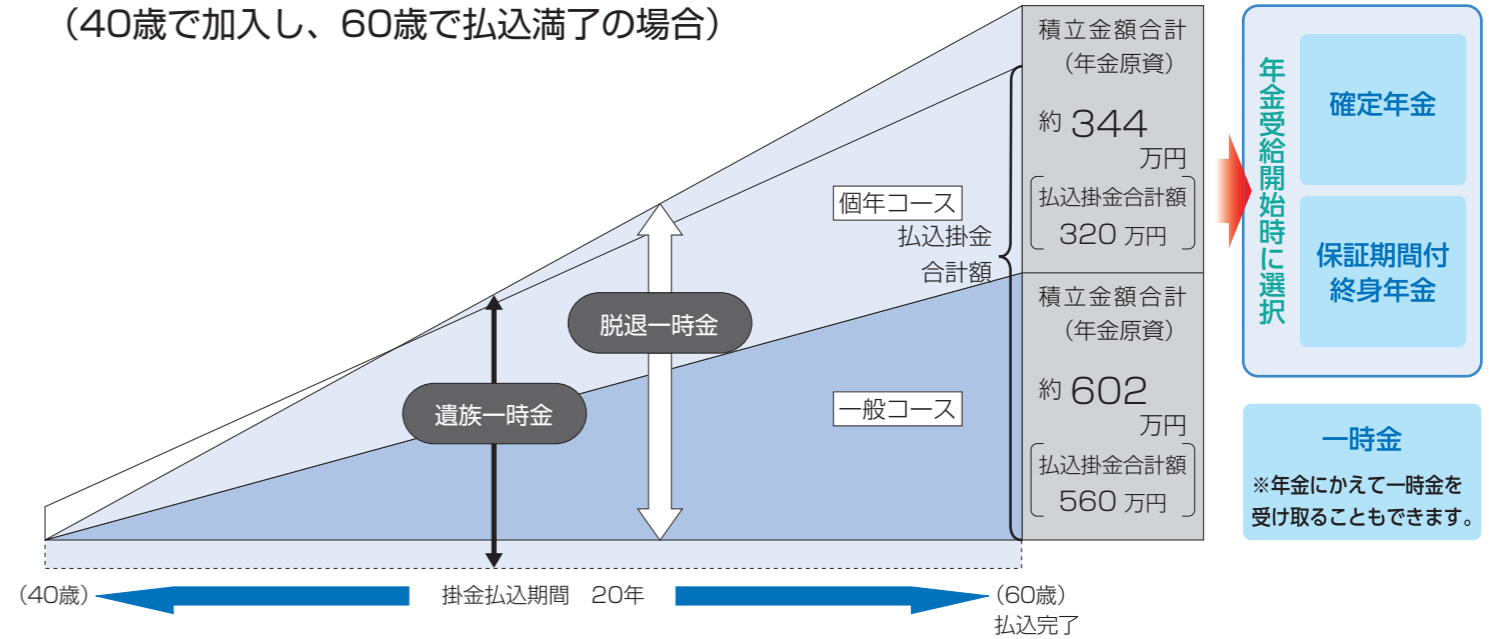 （40歳で加入し、60歳で払込満了の場合）
積立金額合計
（年金原資）
約 344
万円
払込掛金合計額
320 万円
個年コース
払込掛金
合計額
脱退一時金
遺族一時金
一般コース
積立金額合計
（年金原資）
約 602
万円
払込掛金合計額
560 万円
年金受給開始時に選択
確定年金
保証期間付
終身年金
一時金
※年金にかえて一時金を
受け取ることもできます。
（40歳）
掛金払込期間　20年
（60歳）
払込完了